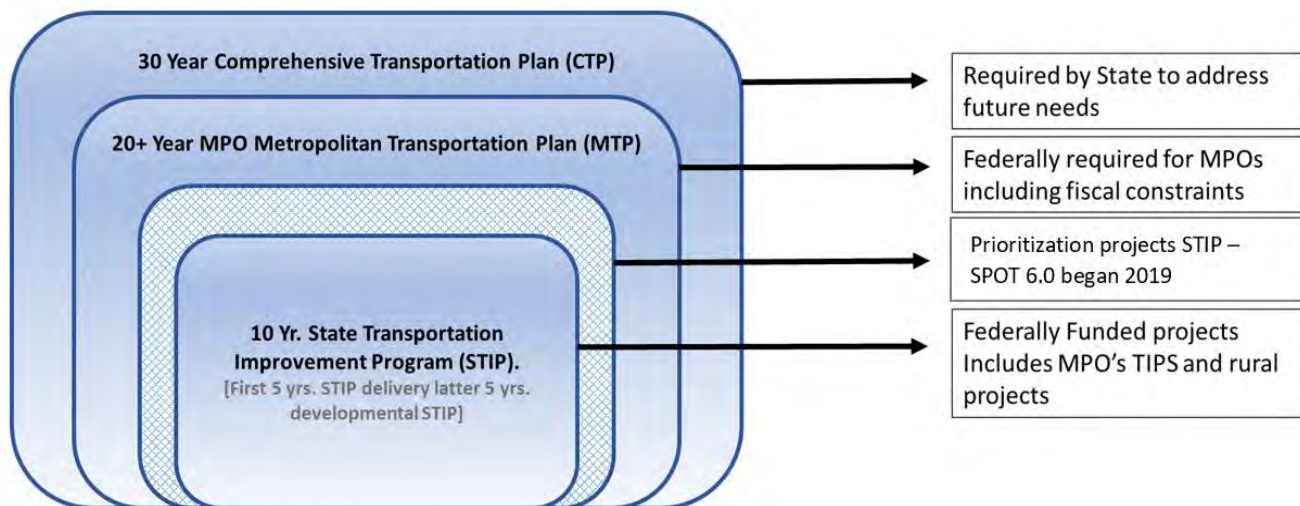 30 Year Comprehensive Transportation Plan (CTP)
20+ Year MPO Metropolitan Transportation Plan (MTP)
10 Yr. State Transportation
Improvement Program (STIP).
[First 5 yrs. STIP delivery latter 5 yrs.
developmental STIP]
Required by State to address
future needs
Federally required for MPOs
including fiscal constraints
Prioritization projects STIP –
SPOT 6.0 began 2019
Federally Funded projects
Includes MPO’s TIPS and rural
projects